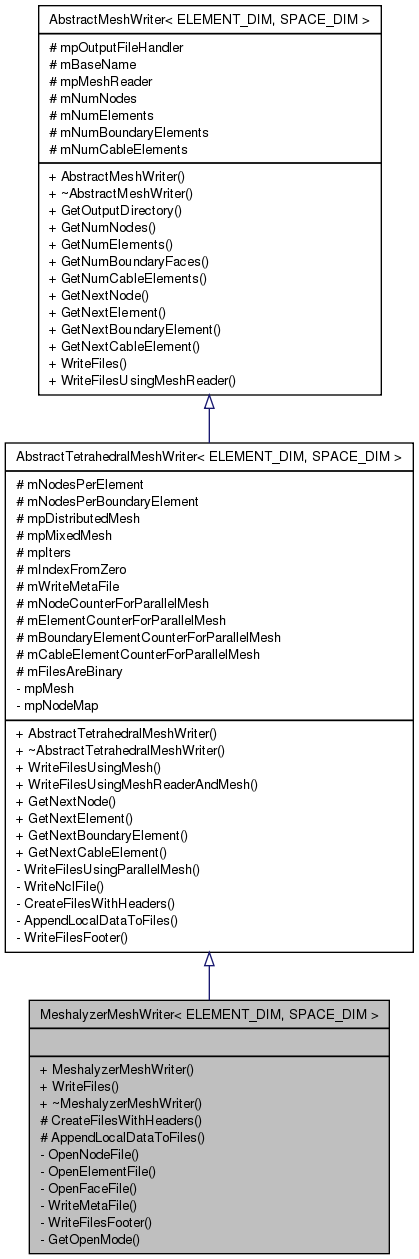 AbstractMeshWriter< ELEMENT_DIM, SPACE_DIM >
# mpOutputFileHandler
# mBaseName
# mpMeshReader
# mNumNodes
# mNumElements
# mNumBoundaryElements
# mNumCableElements
+ AbstractMeshWriter()
+ ~AbstractMeshWriter()
+ GetOutputDirectory()
+ GetNumNodes()
+ GetNumElements()
+ GetNumBoundaryFaces()
+ GetNumCableElements()
+ GetNextNode()
+ GetNextElement()
+ GetNextBoundaryElement()
+ GetNextCableElement()
+ WriteFiles()
+ WriteFilesUsingMeshReader()
AbstractTetrahedralMeshWriter< ELEMENT_DIM, SPACE_DIM >
# mNodesPerElement
# mNodesPerBoundaryElement
# mpDistributedMesh
# mpMixedMesh
# mpIters
# mIndexFromZero
# mWriteMetaFile
# mNodeCounterForParallelMesh
# mElementCounterForParallelMesh
# mBoundaryElementCounterForParallelMesh
# mCableElementCounterForParallelMesh
# mFilesAreBinary
- mpMesh
- mpNodeMap
+ AbstractTetrahedralMeshWriter()
+ ~AbstractTetrahedralMeshWriter()
+ WriteFilesUsingMesh()
+ WriteFilesUsingMeshReaderAndMesh()
+ GetNextNode()
+ GetNextElement()
+ GetNextBoundaryElement()
+ GetNextCableElement()
- WriteFilesUsingParallelMesh()
- WriteNclFile()
- CreateFilesWithHeaders()
- AppendLocalDataToFiles()
- WriteFilesFooter()
MeshalyzerMeshWriter< ELEMENT_DIM, SPACE_DIM >
+ MeshalyzerMeshWriter()
+ WriteFiles()
+ ~MeshalyzerMeshWriter()
# CreateFilesWithHeaders()
# AppendLocalDataToFiles()
- OpenNodeFile()
- OpenElementFile()
- OpenFaceFile()
- WriteMetaFile()
- WriteFilesFooter()
- GetOpenMode()